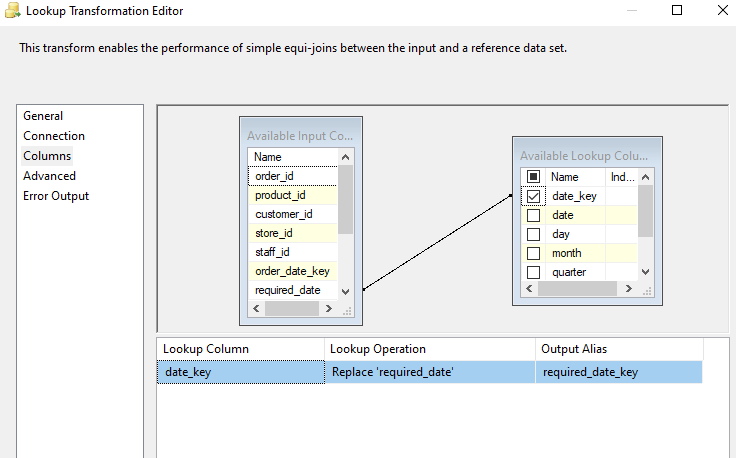 Lookup Transformation Editor
This transform enables the performance of simple equi-joins between the input and a reference data set.
General
Connection
Columns
Advanced
Error Output
Available Input Co...
Name
order_id
product_id
customer_id
store_id
staff_id
order_date_key
required_date
Available Lookup Colu...
Name Ind...
date_key
date
day
month
quarter
Lookup Column Lookup Operation Output Alias
date_key Replace 'required_date' required_date_key